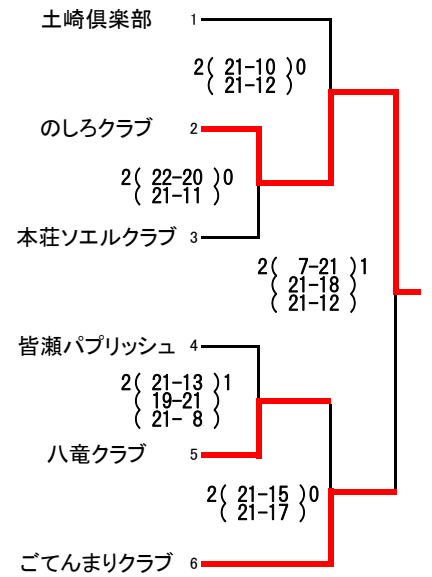 土崎倶楽部 1
2( 21-10 )0
( 21-12 )
のしろクラブ 2
2( 22-20 )0
( 21-11 )
本荘ソエルクラブ 3
2( 7-21 )1
( 21-18 )
( 21-12 )
皆瀬パプリッシュ 4
2( 21-13 )1
( 19-21 )
( 21- 8 )
八竜クラブ 5
2( 21-15 )0
( 21-17 )
ごてんまりクラブ 6